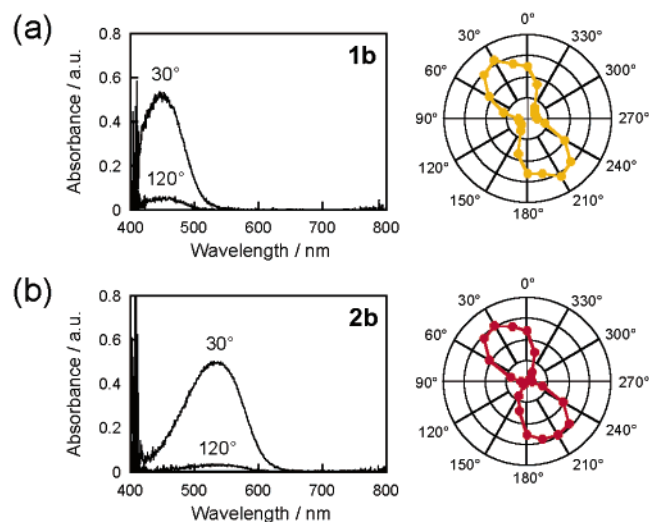 (a)
1b
Absorbance / a.u.
0.8
0.6
0.4
0.2
0
30°
120°
400 500 600 700 800
Wavelength / nm
0°
30° 330°
60° 300°
90° 270°
120° 240°
150° 210°
180°
(b)
2b
Absorbance / a.u.
0.8
0.6
0.4
0.2
0
30°
120°
400 500 600 700 800
Wavelength / nm
0°
30° 330°
60° 300°
90° 270°
120° 240°
150° 210°
180°